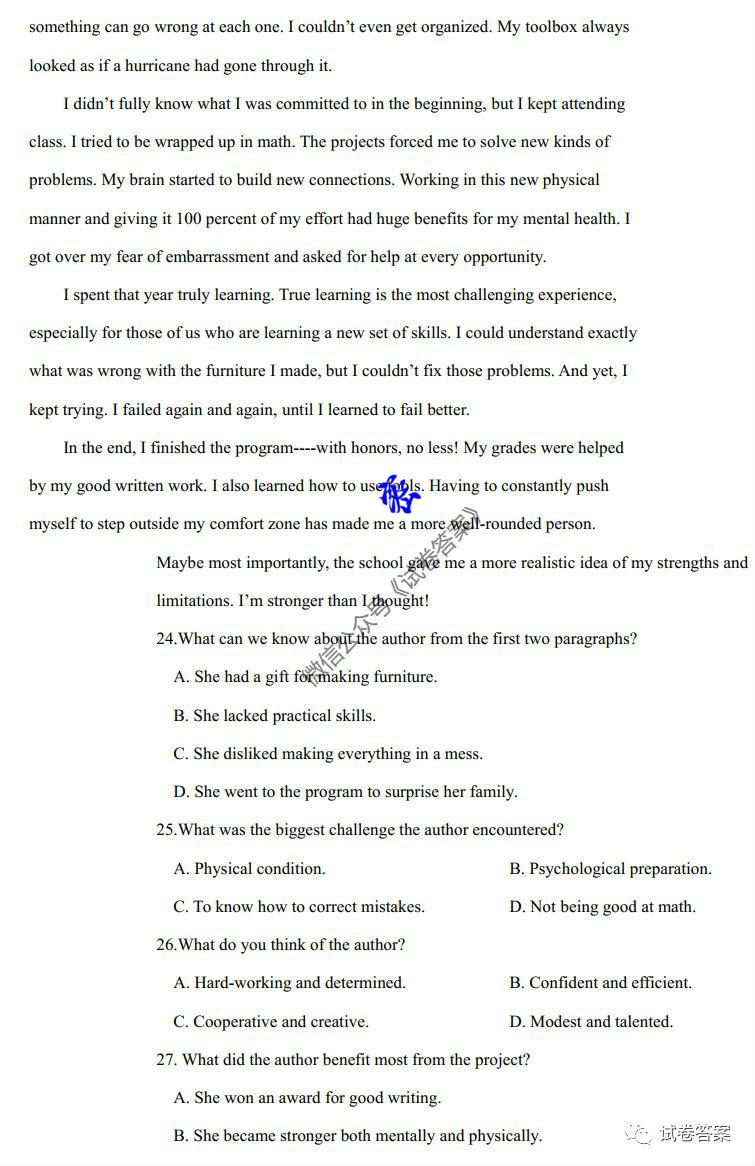 something can go wrong at each one. I couldn’t even get organized. My toolbox always
looked as if a hurricane had gone through it.
I didn’t fully know what I was committed to in the beginning, but I kept attending
class. I tried to be wrapped up in math. The projects forced me to solve new kinds of
problems. My brain started to build new connections. Working in this new physical
manner and giving it 100 percent of my effort had huge benefits for my mental health. I
got over my fear of embarrassment and asked for help at every opportunity.
I spent that year truly learning. True learning is the most challenging experience,
especially for those of us who are learning a new set of skills. I could understand exactly
what was wrong with the furniture I made, but I couldn’t fix those problems. And yet, I
kept trying. I failed again and again, until I learned to fail better.
In the end, I finished the program----with honors, no less! My grades were helped
by my good written work. I also learned how to use tools. Having to constantly push
myself to step outside my comfort zone has made me a more well-rounded person.
Maybe most importantly, the school gave me a more realistic idea of my strengths and
limitations. I’m stronger than I thought!
微信公众号《试卷答案》
24.What can we know about the author from the first two paragraphs?
A. She had a gift for making furniture.
B. She lacked practical skills.
C. She disliked making everything in a mess.
D. She went to the program to surprise her family.
25.What was the biggest challenge the author encountered?
A. Physical condition.
B. Psychological preparation.
C. To know how to correct mistakes.
D. Not being good at math.
26.What do you think of the author?
A. Hard-working and determined.
B. Confident and efficient.
C. Cooperative and creative.
D. Modest and talented.
27. What did the author benefit most from the project?
A. She won an award for good writing.
B. She became stronger both mentally and physically.
试卷答案